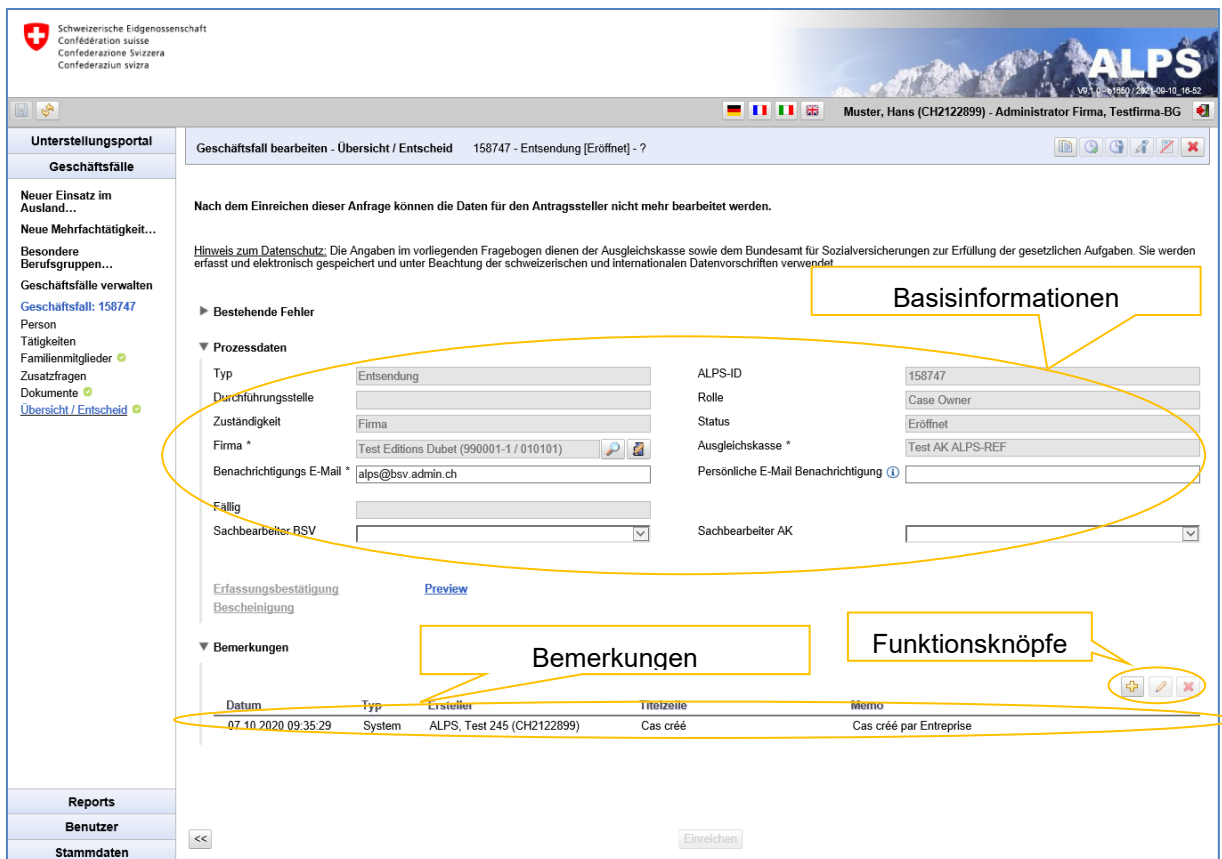 Schweizerische Eidgenossenschaft
Confédération suisse
Confederazione Svizzera
Confederaziun svizra
ALPS
V9.1.0 - b1650 / 2021-09-10_16-52
Muster, Hans (CH2122899) - Administrator Firma, Testfirma-BG
Unterstellungsportal
Geschäftsfälle
Neuer Einsatz im
Ausland...
Neue Mehrfachtätigkeit...
Besondere
Berufsgruppen...
Geschäftsfälle verwalten
Geschäftsfall: 158747
Person
Tätigkeiten
Familienmitglieder
Zusatzfragen
Dokumente
Übersicht / Entscheid
Geschäftsfall bearbeiten - Übersicht / Entscheid 158747 - Entsendung [Eröffnet] - ?
Nach dem Einreichen dieser Anfrage können die Daten für den Antragssteller nicht mehr bearbeitet werden.
Hinweis zum Datenschutz: Die Angaben im vorliegenden Fragebogen dienen der Ausgleichskasse sowie dem Bundesamt für Sozialversicherungen zur Erfüllung der gesetzlichen Aufgaben. Sie werden
erfasst und elektronisch gespeichert und unter Beachtung der schweizerischen und internationalen Datenvorschriften verwendet
Basisinformationen
Bestehende Fehler
Prozessdaten
Typ Entsendung ALPS-ID 158747
Durchführungsstelle Rolle Case Owner
Zuständigkeit Firma Status Eröffnet
Firma * Test Editions Dubet (990001-1 / 010101) Ausgleichskasse * Test AK ALPS-REF
Benachrichtigungs E-Mail * alps@bsv.admin.ch Persönliche E-Mail Benachrichtigung
Fällig
Sachbearbeiter BSV Sachbearbeiter AK
Erfassungsbestätigung Preview
Bescheinigung
Bemerkungen
Bemerkungen
Funktionsknöpfe
Datum Typ Ersteller Titelzeile Memo
07.10.2020 09:35:29 System ALPS, Test 245 (CH2122899) Cas créé Cas créé par Entreprise
Reports
Benutzer
Stammdaten
<< Einreichen